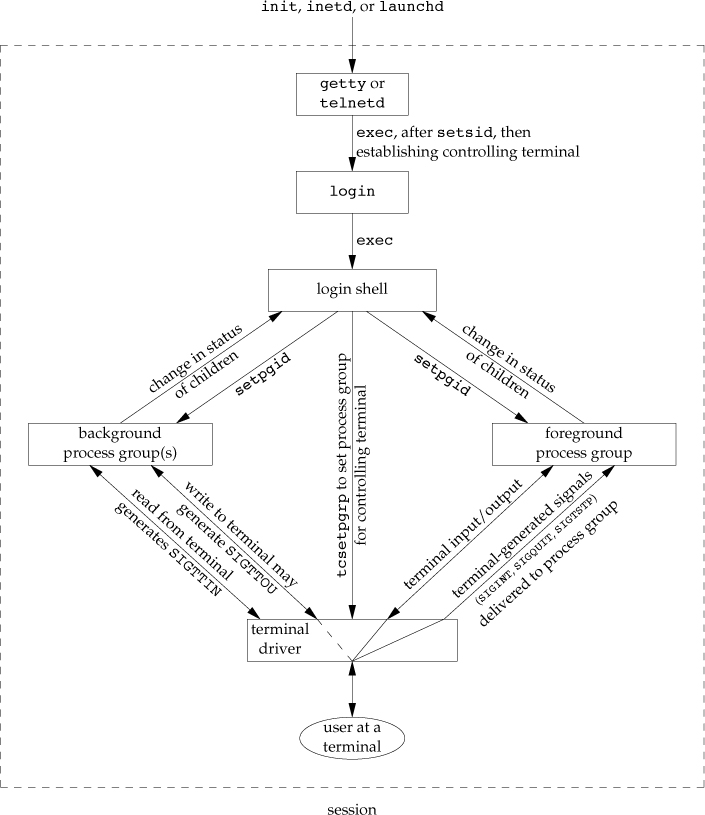 init, inetd, or launchd
getty or
telnetd
exec, after setsid, then
establishing controlling terminal
login
exec
login shell
change in status
of children
setpgid
tcsetpgrp to set process group
for controlling terminal
setpgid
change in status
of children
background
process group(s)
foreground
process group
read from terminal
generates SIGTTIN
write to terminal may
generate SIGTTOU
terminal input/output
terminal-generated signals
(SIGINT, SIGQUIT, SIGTSTP)
delivered to process group
terminal
driver
user at a
terminal
session